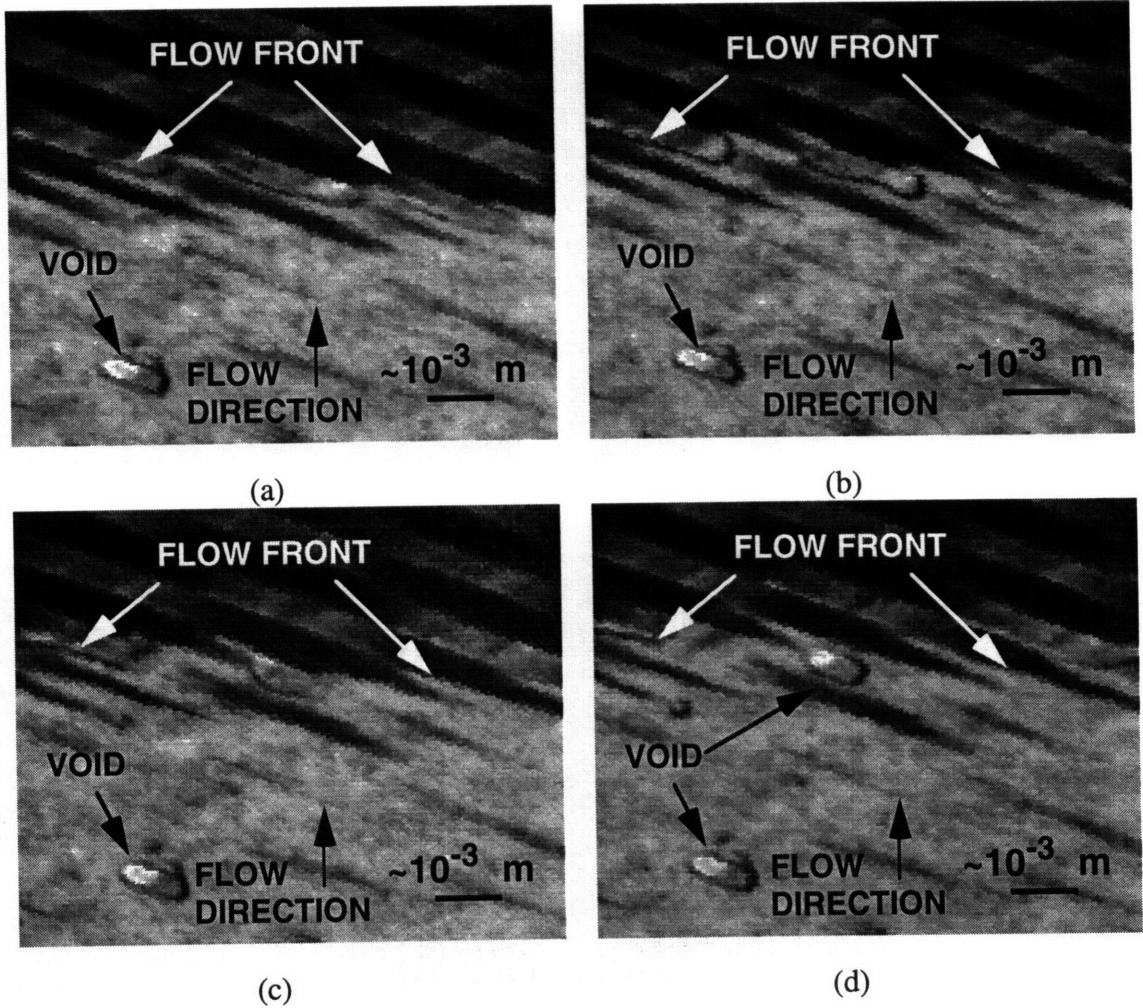 FLOW FRONT
VOID
FLOW
DIRECTION
~10⁻³ m
(a)
FLOW FRONT
VOID
FLOW
DIRECTION
~10⁻³ m
(b)
FLOW FRONT
VOID
FLOW
DIRECTION
~10⁻³ m
(c)
FLOW FRONT
VOID
FLOW
DIRECTION
~10⁻³ m
(d)